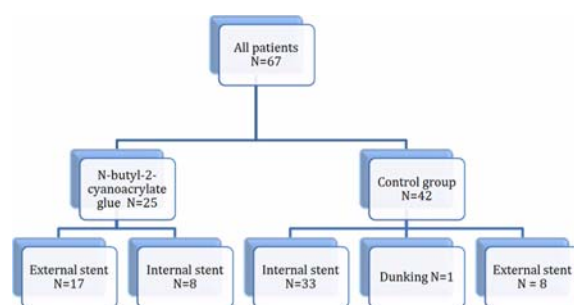 All patients
N=67
N-butyl-2-
cyanoacrylate
glue N=25
Control group
N=42
External stent
N=17
Internal stent
N=8
Internal stent
N=33
Dunking N=1
External stent
N = 8